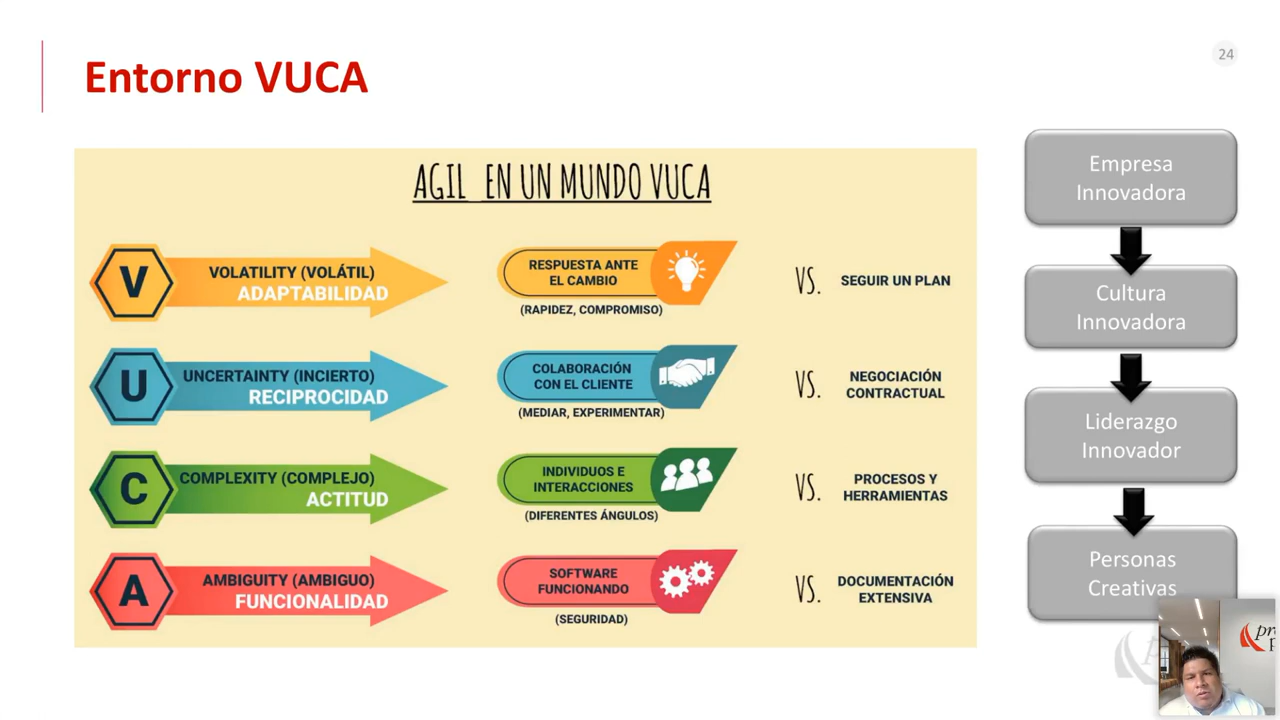 Entorno VUCA
24
AGIL EN UN MUNDO VUCA
V
VOLATILITY (VOLÁTIL)
ADAPTABILIDAD
RESPUESTA ANTE
EL CAMBIO
(RAPIDEZ, COMPROMISO)
VS.
SEGUIR UN PLAN
U
UNCERTAINTY (INCIERTO)
RECIPROCIDAD
COLABORACIÓN
CON EL CLIENTE
(MEDIAR, EXPERIMENTAR)
VS.
NEGOCIACIÓN
CONTRACTUAL
C
COMPLEXITY (COMPLEJO)
ACTITUD
INDIVIDUOS E
INTERACCIONES
(DIFERENTES ÁNGULOS)
VS.
PROCESOS Y
HERRAMIENTAS
A
AMBIGUITY (AMBIGUO)
FUNCIONALIDAD
SOFTWARE
FUNCIONANDO
(SEGURIDAD)
VS.
DOCUMENTACIÓN
EXTENSIVA
Empresa
Innovadora
Cultura
Innovadora
Liderazgo
Innovador
Personas
Creativas